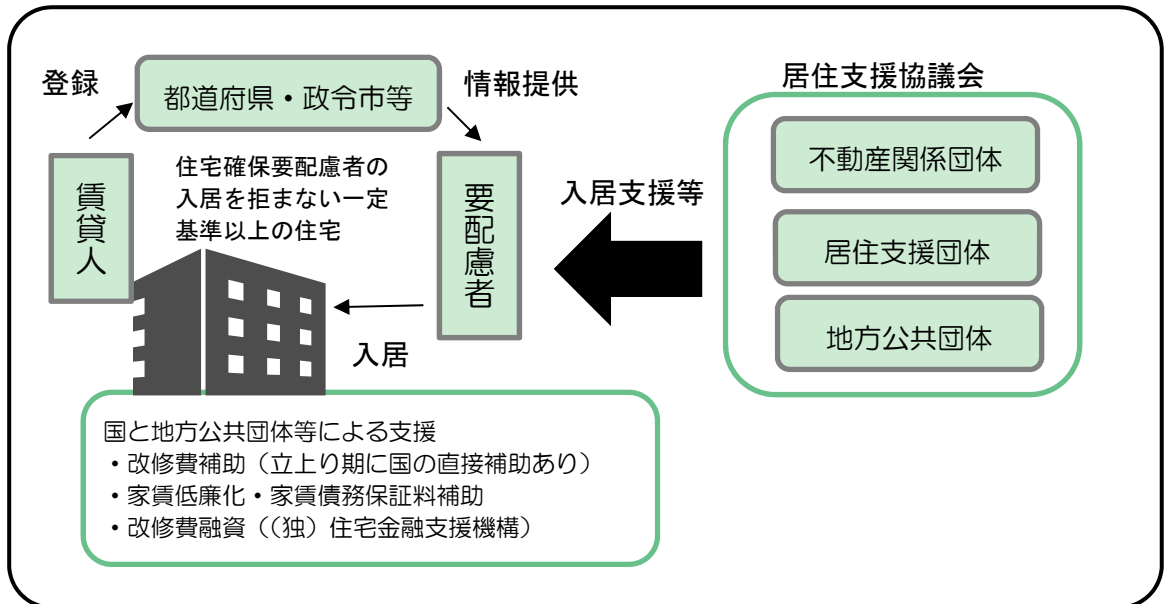 登録
都道府県・政令市等
情報提供
賃貸人
住宅確保要配慮者の
入居を拒まない一定
基準以上の住宅
要配慮者
入居
入居支援等
居住支援協議会
不動産関係団体
居住支援団体
地方公共団体
国と地方公共団体等による支援
・改修費補助（立上り期に国の直接補助あり）
・家賃低廉化・家賃債務保証料補助
・改修費融資（（独）住宅金融支援機構）